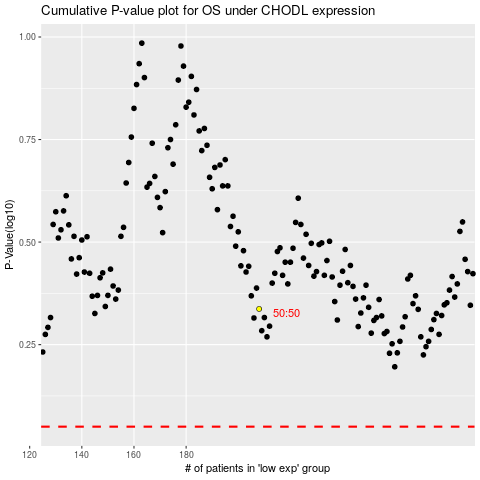 Cumulative P-value plot for OS under CHODL expression
P-Value(log10)
1.00
0.75
0.50
0.25
50:50
120 140 160 180
# of patients in 'low exp' group